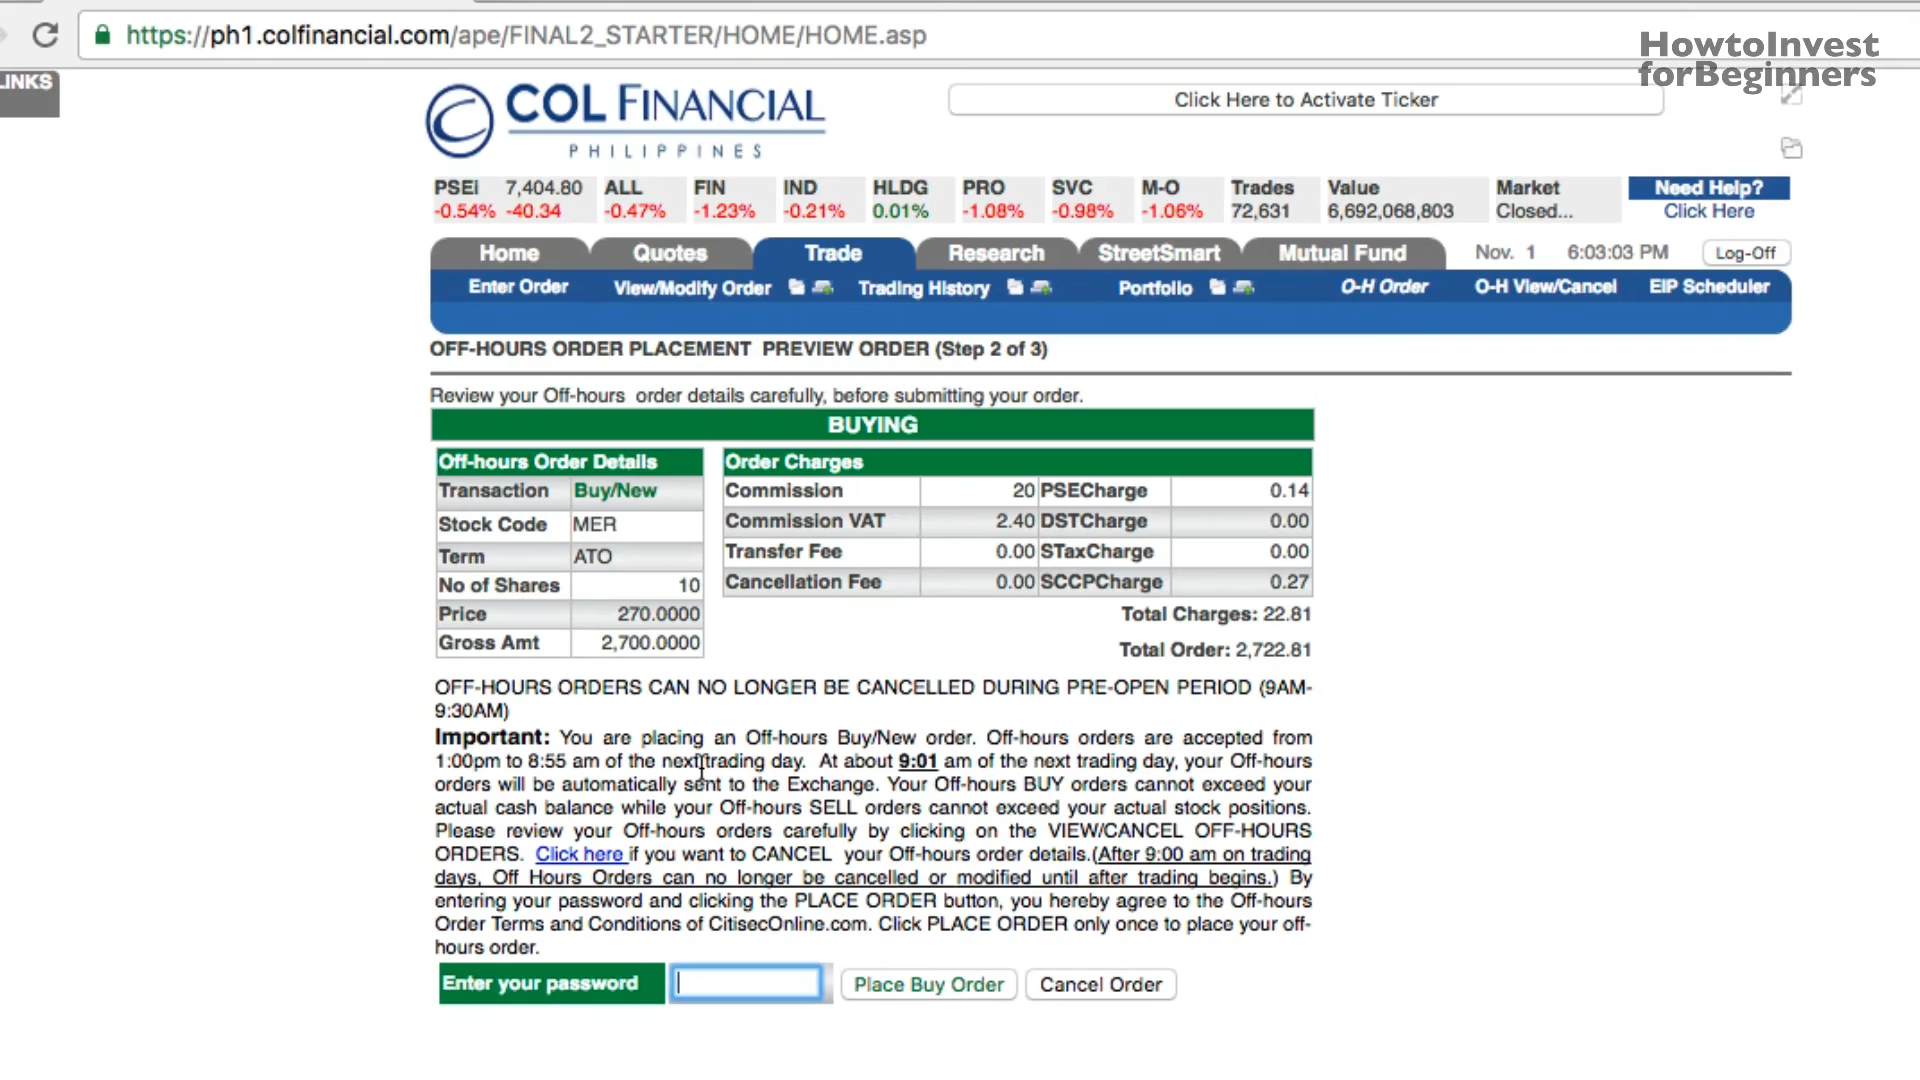 https://ph1.colfinancial.com/ape/FINAL2_STARTER/HOME/HOME.asp
HowtoInvest
forBeginners
LINKS
COL FINANCIAL
PHILIPPINES
Click Here to Activate Ticker
PSEi 7,404.80 ALL FIN IND HLDG PRO SVC M-O Trades Value Market Need Help?
-0.54% -40.34 -0.47% -1.23% -0.21% 0.01% -1.08% -0.98% -1.06% 72,631 6,692,068,803 Closed... Click Here
Home Quotes Trade Research StreetSmart Mutual Fund Nov. 1 6:03:03 PM Log-Off
Enter Order View/Modify Order Trading History Portfolio O-H Order O-H View/Cancel EIP Scheduler
OFF-HOURS ORDER PLACEMENT PREVIEW ORDER (Step 2 of 3)
Review your Off-hours order details carefully, before submitting your order.
BUYING
Off-hours Order Details Order Charges
Transaction Buy/New Commission 20 PSECharge 0.14
Stock Code MER Commission VAT 2.40 DSTCharge 0.00
Term ATO Transfer Fee 0.00 STaxCharge 0.00
No of Shares 10 Cancellation Fee 0.00 SCCPCharge 0.27
Price 270.0000 Total Charges: 22.81
Gross Amt 2,700.0000 Total Order: 2,722.81
OFF-HOURS ORDERS CAN NO LONGER BE CANCELLED DURING PRE-OPEN PERIOD (9AM-
9:30AM)
Important: You are placing an Off-hours Buy/New order. Off-hours orders are accepted from
1:00pm to 8:55 am of the next trading day. At about 9:01 am of the next trading day, your Off-hours
orders will be automatically sent to the Exchange. Your Off-hours BUY orders cannot exceed your
actual cash balance while your Off-hours SELL orders cannot exceed your actual stock positions.
Please review your Off-hours orders carefully by clicking on the VIEW/CANCEL OFF-HOURS
ORDERS. Click here if you want to CANCEL your Off-hours order details.(After 9:00 am on trading
days, Off Hours Orders can no longer be cancelled or modified until after trading begins.) By
entering your password and clicking the PLACE ORDER button, you hereby agree to the Off-hours
Order Terms and Conditions of CitisecOnline.com. Click PLACE ORDER only once to place your off-
hours order.
Enter your password Place Buy Order Cancel Order